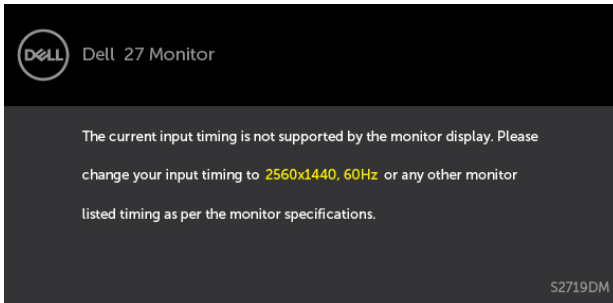 DELL Dell 27 Monitor
The current input timing is not supported by the monitor display. Please
change your input timing to 2560x1440, 60Hz or any other monitor
listed timing as per the monitor specifications.
S2719DM